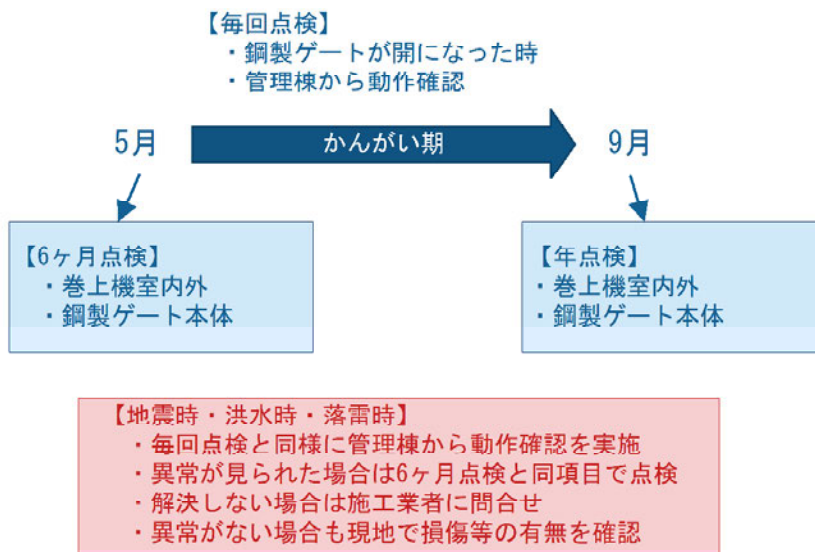 【毎回点検】
・鋼製ゲートが開になった時
・管理棟から動作確認
5月
かんがい期
9月
【6ヶ月点検】
・巻上機室内外
・鋼製ゲート本体
【年点検】
・巻上機室内外
・鋼製ゲート本体
【地震時・洪水時・落雷時】
・毎回点検と同様に管理棟から動作確認を実施
・異常が見られた場合は6ヶ月点検と同項目で点検
・解決しない場合は施工業者に問合せ
・異常がない場合も現地で損傷等の有無を確認